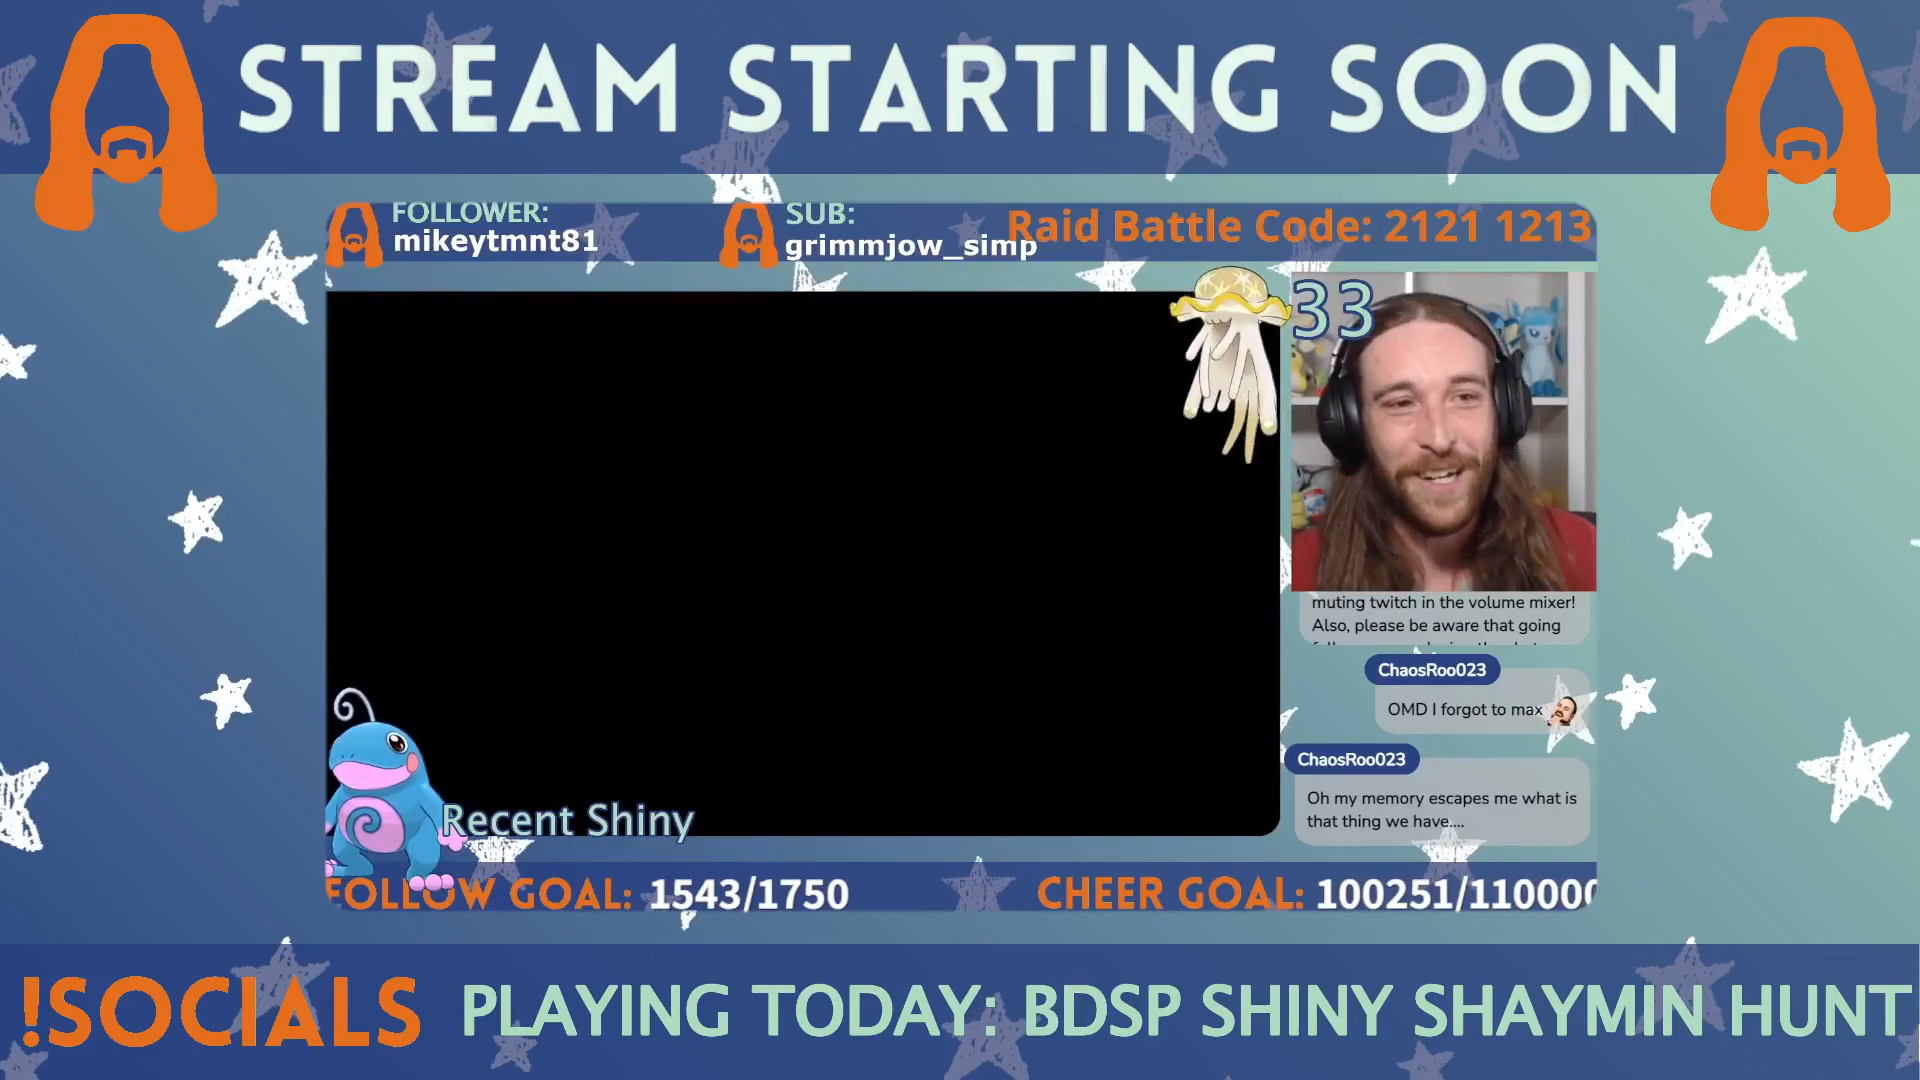 STREAM STARTING SOON
FOLLOWER:
mikeytmnt81
SUB:
grimmjow_simp
Raid Battle Code: 2121 1213
33
muting twitch in the volume mixer!
Also, please be aware that going
ChaosRoo023
OMD I forgot to max
ChaosRoo023
Oh my memory escapes me what is
that thing we have....
Recent Shiny
FOLLOW GOAL: 1543/1750
CHEER GOAL: 100251/110000
!SOCIALS
PLAYING TODAY: BDSP SHINY SHAYMIN HUNT